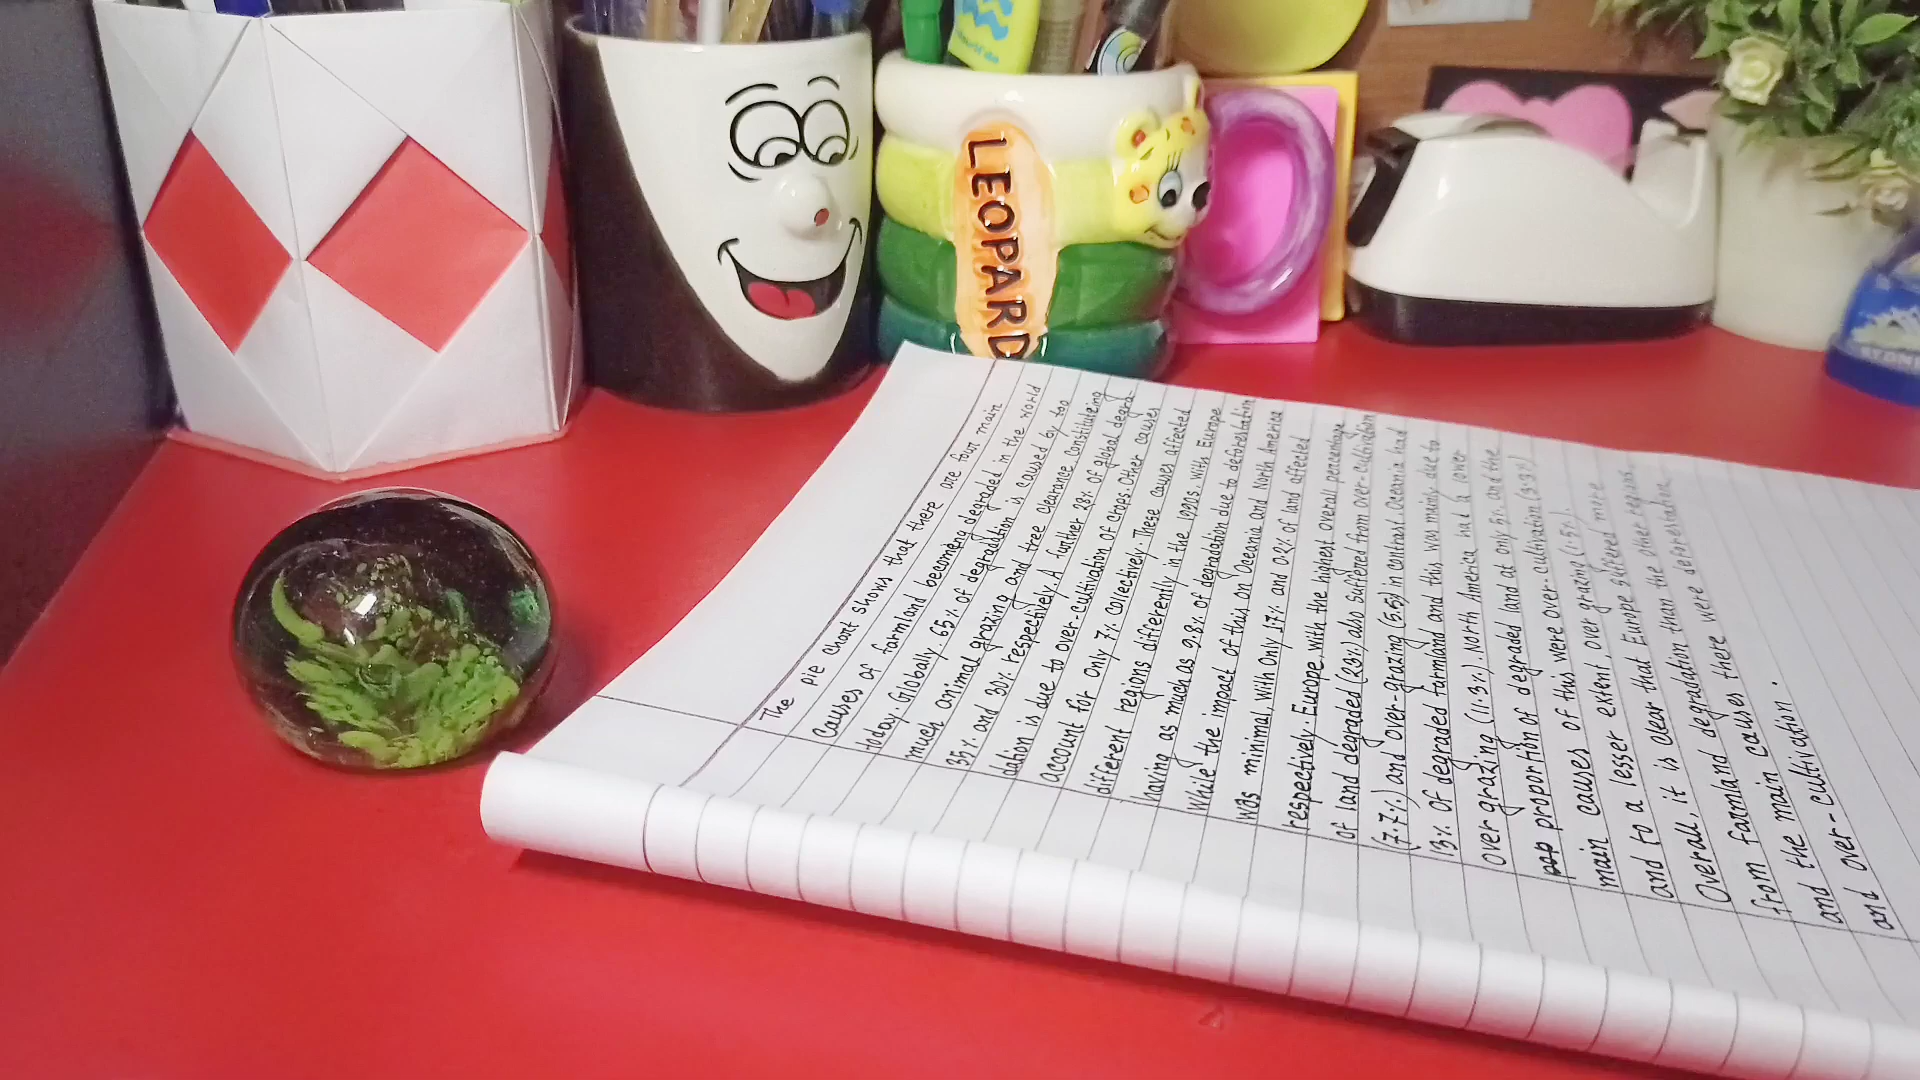 LEOPARD
The pie chart shows that there are four main
causes of farmland becoming degraded in the world
today. Globally. 65% of degradation is caused by too
much animal grazing and tree clearance constituting
35% and 30% respectively. A further 28% of global degra-
dation is due to over-cultivation of crops. Other causes
account for only 7% collectively. These causes affected
different regions differently in the 1990s with Europe
having as much as 9.8% of degradation due to deforestation
while the impact of this on Oceania and North America
was minimal, with only 1.7% and 0.2% of land affected
respectively. Europe, with the highest overall percentage
of land degraded (23%) also suffered from over-cultivation
(7.7%) and over-grazing (5.5%) in contrast. Oceania had
13% of degraded farmland and this was mainly due to
over grazing (11.3%). North America had a lower
proportion of degraded land at only 5% and the
main causes of this were over-cultivation (3.3%)
and to a lesser extent over grazing (1.5%).
Overall, it is clear that Europe suffered more
from farmland degradation than the other regions
and the main causes there were deforestation
and over-cultivation.